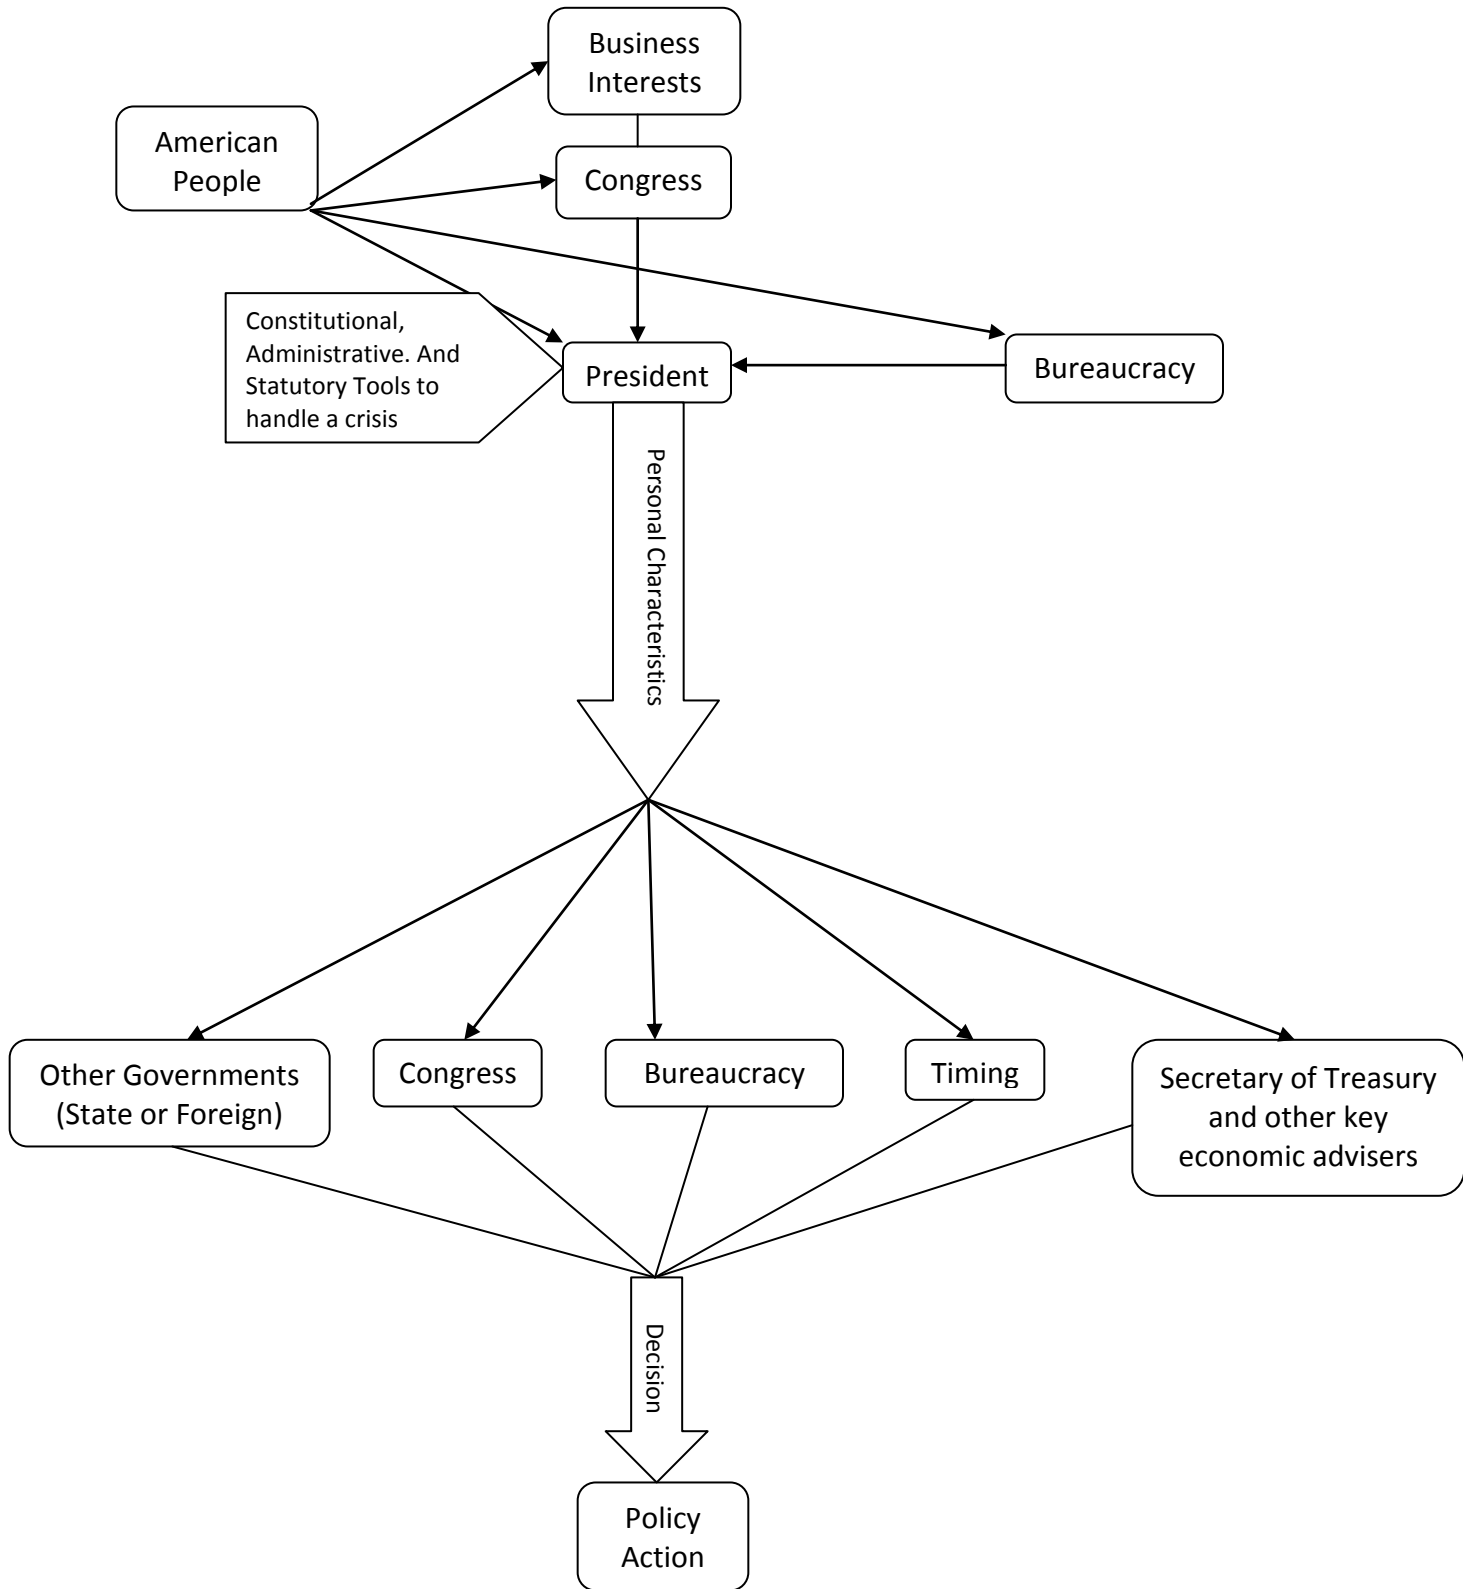 Business
Interests
American
People
Congress
Constitutional,
Administrative. And
Statutory Tools to
handle a crisis
President
Bureaucracy
Personal Characteristics
Other Governments
(State or Foreign)
Congress
Bureaucracy
Timing
Secretary of Treasury
and other key
economic advisers
Decision
Policy
Action